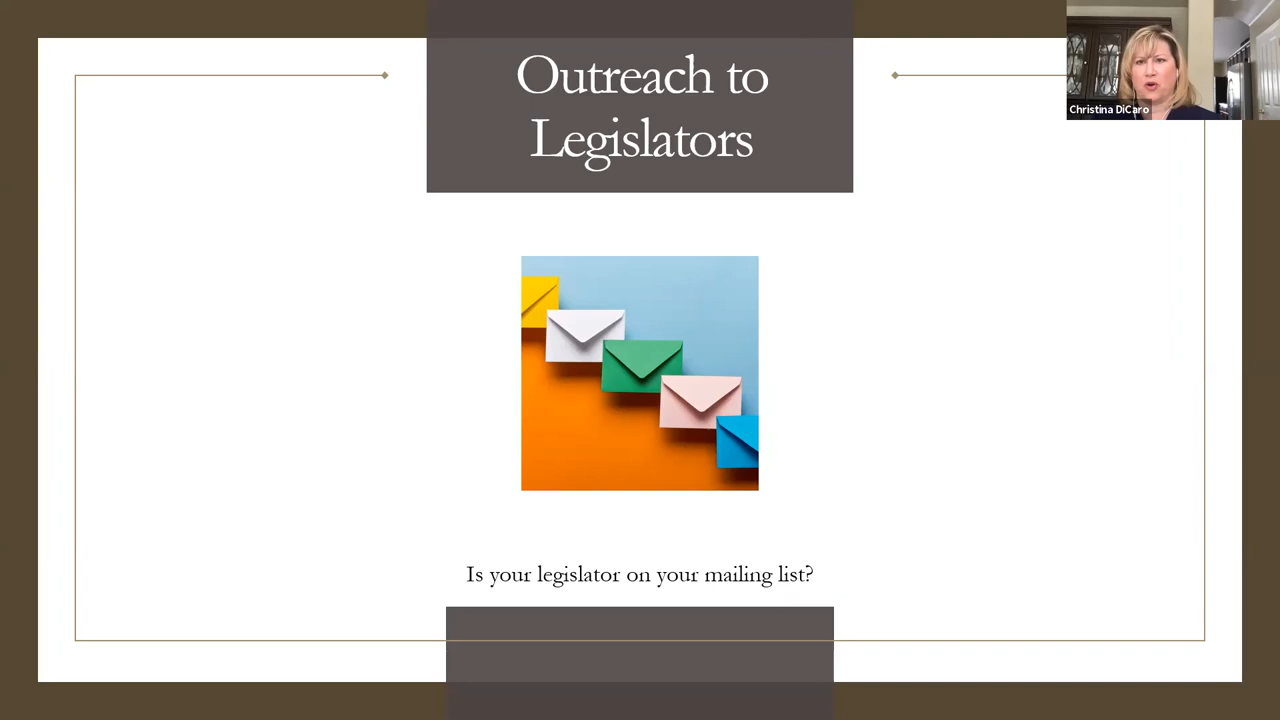 Outreach to
Legislators
Christina DiCaro
Is your legislator on your mailing list?